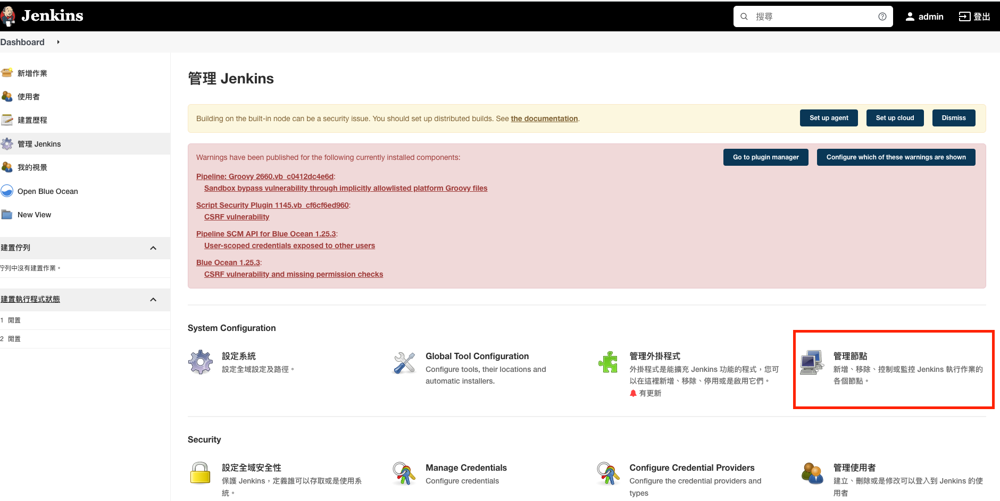 Jenkins
搜尋
admin
登出
Dashboard
新增作業
使用者
建置歷程
管理 Jenkins
我的視景
Open Blue Ocean
New View
建置佇列
佇列中沒有建置作業。
建置執行程式狀態
1 閒置
2 閒置
管理 Jenkins
Building on the built-in node can be a security issue. You should set up distributed builds. See the documentation.
Set up agent
Set up cloud
Dismiss
Warnings have been published for the following currently installed components:
Go to plugin manager
Configure which of these warnings are shown
Pipeline: Groovy 2660.vb_c0412dc4e6d:
Sandbox bypass vulnerability through implicitly allowlisted platform Groovy files
Script Security Plugin 1145.vb_cf6cf6ed960:
CSRF vulnerability
Pipeline SCM API for Blue Ocean 1.25.3:
User-scoped credentials exposed to other users
Blue Ocean 1.25.3:
CSRF vulnerability and missing permission checks
System Configuration
設定系統
設定全域設定及路徑。
Global Tool Configuration
Configure tools, their locations and
automatic installers.
管理外掛程式
外掛程式是能擴充 Jenkins 功能的程式，您可
以在這裡新增、移除、停用或是啟用它們。
有更新
管理節點
新增、移除、控制或監控 Jenkins 執行作業的
各個節點。
Security
設定全域安全性
保護 Jenkins，定義誰可以存取或是使用系
統。
Manage Credentials
Configure credentials
Configure Credential Providers
Configure the credential providers and
types
管理使用者
建立、刪除或是修改可以登入到 Jenkins 的使
用者